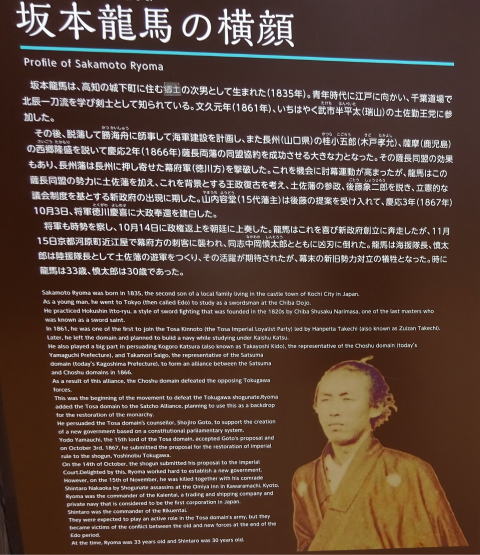 坂本龍馬の横顔
Profile of Sakamoto Ryoma
坂本龍馬は、高知の城下町に住む郷士の次男として生まれた(1835年)。青年時代に江戸に向かい、千葉道場で
北辰一刀流を学び剣士として知られている。文久元年(1861年)、いちはやく武市半平太(瑞山)の土佐勤王党に参
加した。
その後、脱藩して勝海舟に師事して海軍建設を計画し、また長州(山口県)の桂小五郎(木戸孝允)、薩摩(鹿児島)
の西郷隆盛を説いて慶応2年(1866年)薩長両藩の同盟協約を成功させる大きな力となった。その薩長同盟の効果
もあり、長州藩は長州に押し寄せた幕府軍(徳川方)を撃破した。これを機会に討幕運動が高まったが、龍馬はこの
薩長同盟の勢力に土佐藩を加え、これを背景とする王政復古を考え、土佐藩の参政、後藤象二郎を説き、立憲的な
議会制度を基とする新政府の出現に期した。山内容堂(15代藩主)は後藤の提案を受け入れて、慶応3年(1867年)
10月3日、将軍徳川慶喜に大政奉還を建白した。
将軍も時勢を察し、10月14日に政権返上を朝廷に上奏した。龍馬はこれを喜び新政府創立に奔走したが、11月
15日京都河原町近江屋で幕府方の刺客に襲われ、同志中岡慎太郎とともに凶刃に倒れた。龍馬は海援隊長、慎太
郎は陸援隊長として土佐藩の遊軍をつくり、その活躍が期待されたが、幕末の新旧勢力対立の犠牲となった。時に
龍馬は33歳、慎太郎は30歳であった。
Sakamoto Ryoma was born in 1835, the second son of a local family living in the castle town of Kochi City in Japan.
As a young man, he went to Tokyo (then called Edo) to study as a swordsman at the Chiba Dojo.
He practiced Hokushin Itto-ryu, a style of sword fighting that was founded in the 1820s by Chiba Shusaku Narimasa, one of the last masters who
was known as sword saint.
In 1861, he was one of the first to join the Tosa Kinnoto (the Tosa Imperial Loyalist Party) led by Hanpeita Takechi (also known as Zuizan Takechi).
Later, he left the domain and planned to build a navy while studying under Kaishu Katsu.
He also played a big part in persuading Kogoro Katsura (also known as Takayoshi Kido), the representative of the Choshu domain (today's
Yamaguchi Prefecture), and Takamori Saigo, the representative of the Satsuma
domain (today's Kagoshima Prefecture), to form an alliance between the Satsuma
and Choshu domains in 1866.
As a result of this alliance, the Choshu domain defeated the opposing Tokugawa
forces.
This was the beginning of the movement to defeat the Tokugawa shogunate.Ryoma
added the Tosa domain to the Satcho Alliance, planning to use this as a backdrop
for the restoration of the monarchy.
He persuaded the Tosa domain's counsellor, Shojiro Goto, to support the creation
of a new government based on a constitutional parliamentary system.
Yodo Yamauchi, the 15th lord of the Tosa domain, accepted Goto's proposal and
on October 3rd, 1867, he submitted the proposal for the restoration of imperial
rule to the shogun, Yoshinobu Tokugawa.
On the 14th of October, the shogun submitted his proposal to the Imperial
Court.Delighted by this, Ryoma worked hard to establish a new government.
However, on the 15th of November, he was killed together with his comrade
Shintaro Nakaoka by Shogunate assassins at the Omiya Inn in Kawaramachi, Kyoto.
Ryoma was the commander of the Kaientai, a trading and shipping company and
private navy that is considered to be the first corporation in Japan.
Shintaro was the commander of the Rikuentai.
They were expected to play an active role in the Tosa domain's army, but they
became victims of the conflict between the old and new forces at the end of the
Edo period.
At the time, Ryoma was 33 years old and Shintaro was 30 years old.